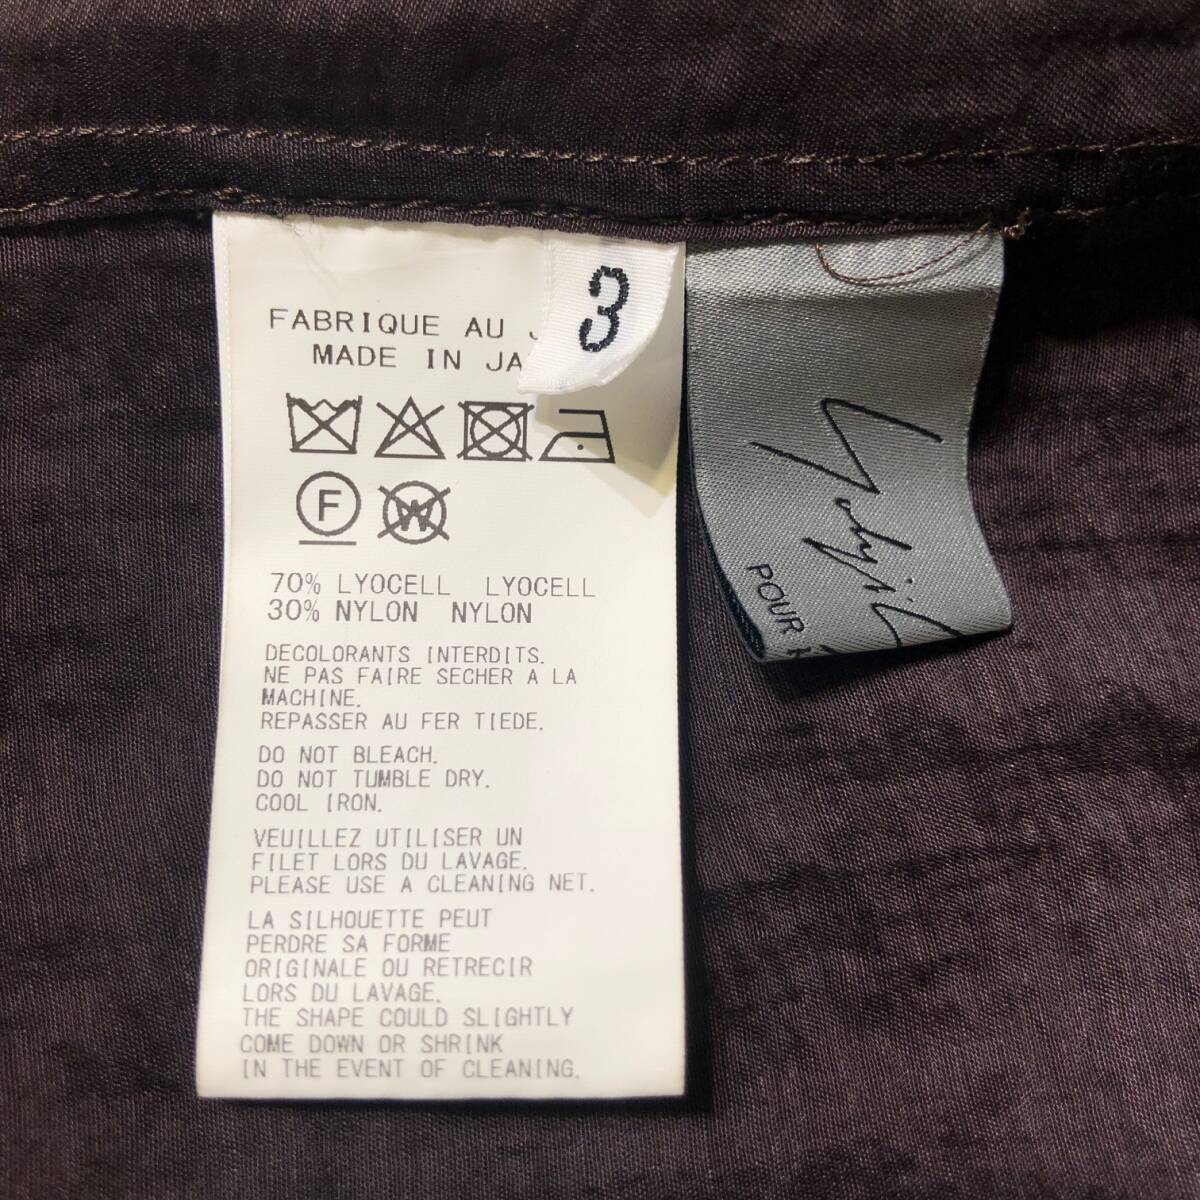 FABRIQUE AU
MADE IN
3
F
W
70% LYOCELL LYOCELL
30% NYLON NYLON
DECOLORANTS INTERDITS.
NE PAS FAIRE SECHER A LA
MACHINE.
REPASSER AU FER TIEDE.
DO NOT BLEACH.
DO NOT TUMBLE DRY.
COOL IRON.
VEUILLEZ UTILISER UN
FILET LORS DU LAVAGE.
PLEASE USE A CLEANING NET.
LA SILHOUETTE PEUT
PERDRE SA FORME
ORIGINALE OU RETRECIR
LORS DU LAVAGE.
THE SHAPE COULD SLIGHTLY
COME DOWN OR SHRINK
IN THE EVENT OF CLEANING.
POUR